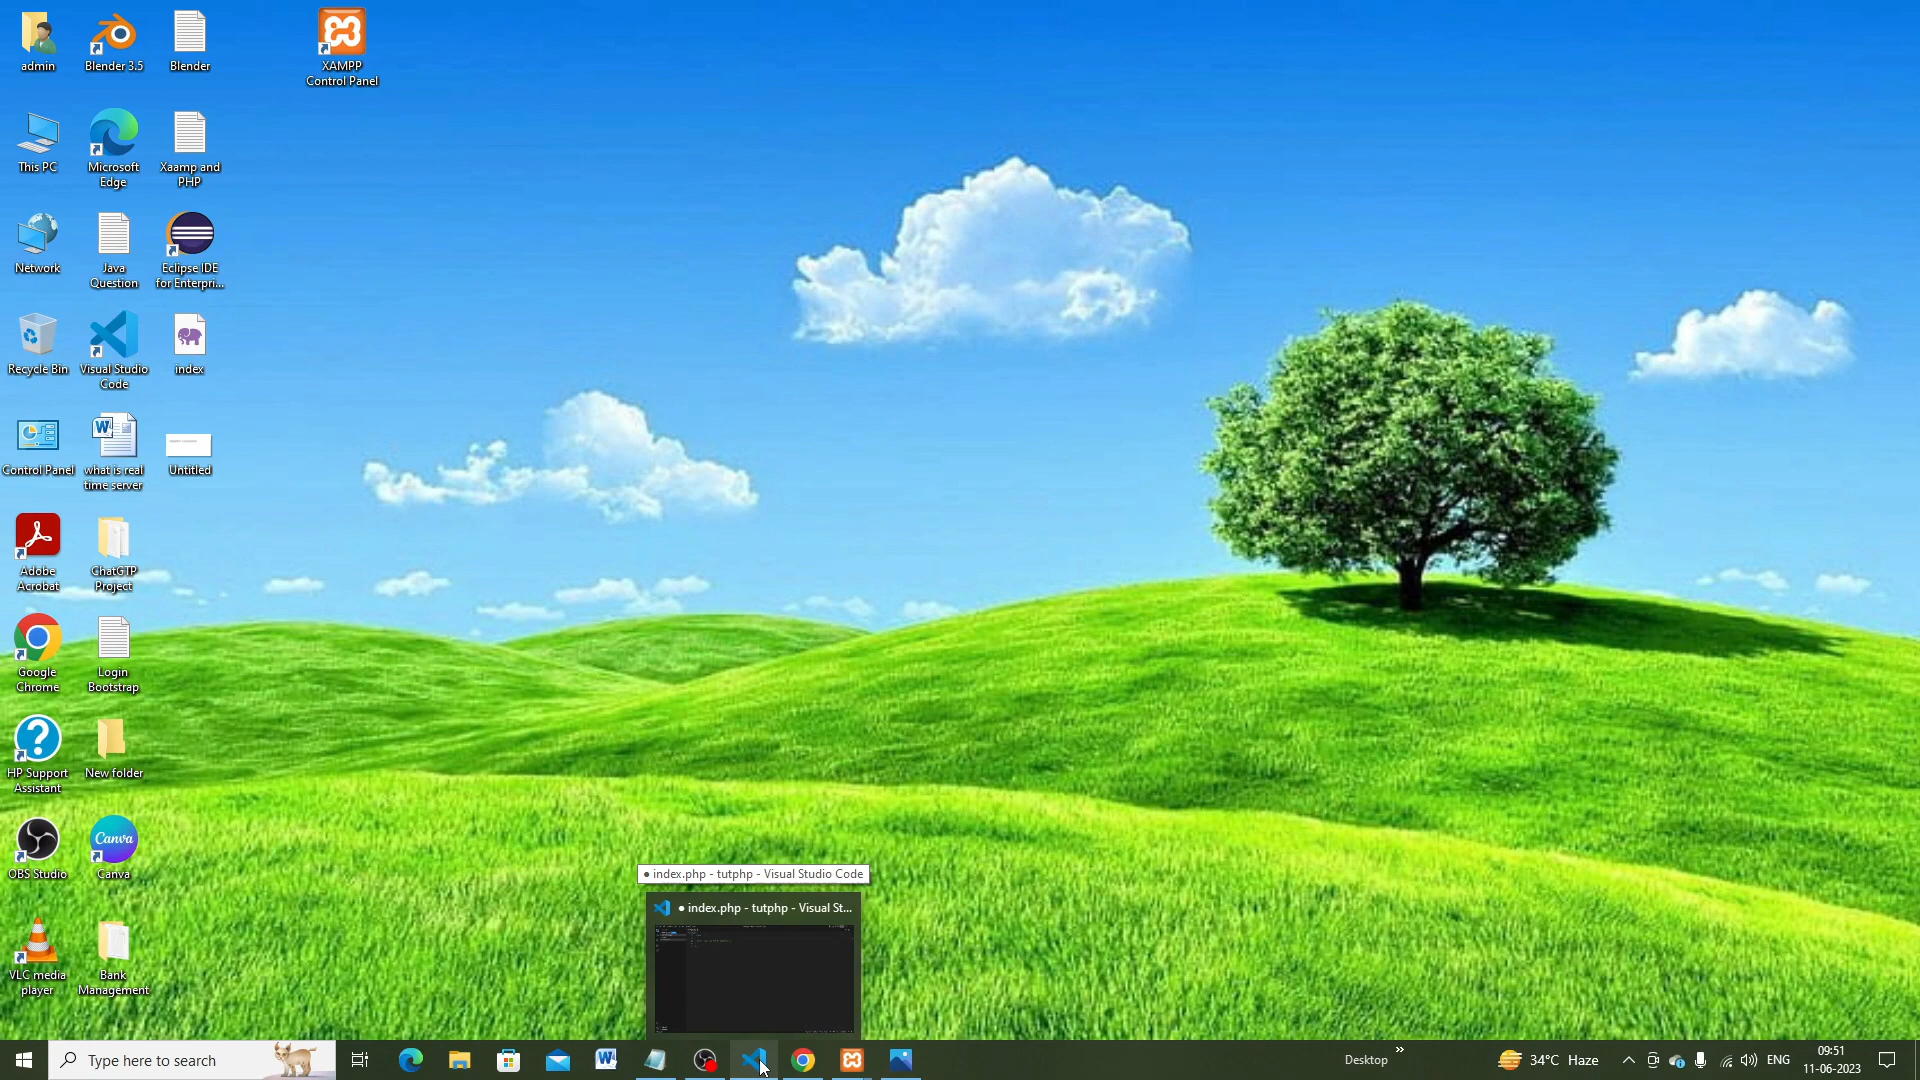 admin
Blender 3.5
Blender
XAMPP
Control Panel
This PC
Microsoft
Edge
Xaamp and
PHP
Network
Java
Question
Eclipse IDE
for Enterpri...
Recycle Bin
Visual Studio
Code
index
Control Panel
what is real
time server
Untitled
Adobe
Acrobat
ChatGTP
Project
Google
Chrome
Login
Bootstrap
HP Support
Assistant
New folder
OBS Studio
Canva
Canva
VLC media
player
Bank
Management
● index.php - tutphp - Visual Studio Code
● index.php - tutphp - Visual St...
Type here to search
Desktop
34°C Haze
ENG
09:51
11-06-2023